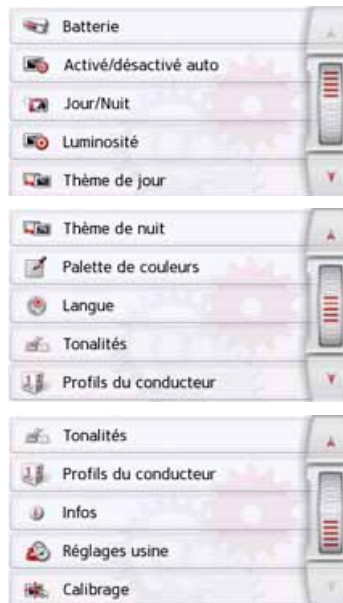 Batterie
Activé/désactivé auto
Jour/Nuit
Luminosité
Thème de jour
Thème de nuit
Palette de couleurs
Langue
Tonalités
Profils du conducteur
Tonalités
Profils du conducteur
Infos
Réglages usine
Calibrage